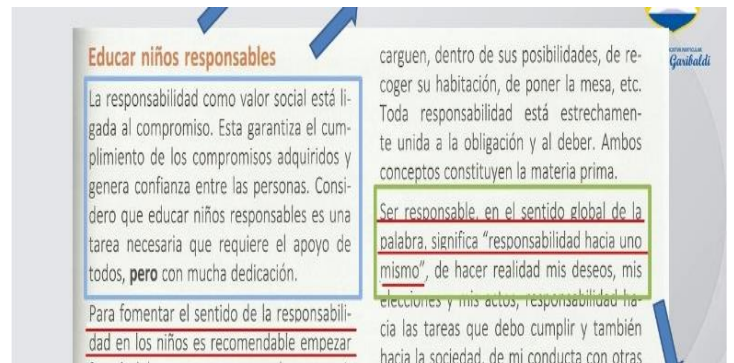 Educar niños responsables
La responsabilidad como valor social está li-
gada al compromiso. Esta garantiza el cum-
plimiento de los compromisos adquiridos y
genera confianza entre las personas. Consi-
dero que educar niños responsables es una
tarea necesaria que requiere el apoyo de
todos, pero con mucha dedicación.
Para fomentar el sentido de la responsabili-
dad en los niños es recomendable empezar
carguen, dentro de sus posibilidades, de re-
coger su habitación, de poner la mesa, etc.
Toda responsabilidad está estrechamen-
te unida a la obligación y al deber. Ambos
conceptos constituyen la materia prima.
Ser responsable, en el sentido global de la
palabra, significa "responsabilidad hacia uno
mismo", de hacer realidad mis deseos, mis
elecciones y mis actos, responsabilidad ha-
cia las tareas que debo cumplir y también
hacia la sociedad, de mi conducta con otras
Garibaldi